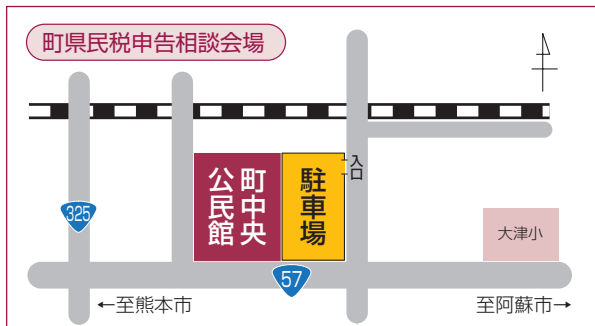 町県民税申告相談会場
町中央
公民館
駐車場
入口
325
大津小
57
←至熊本市
至阿蘇市→